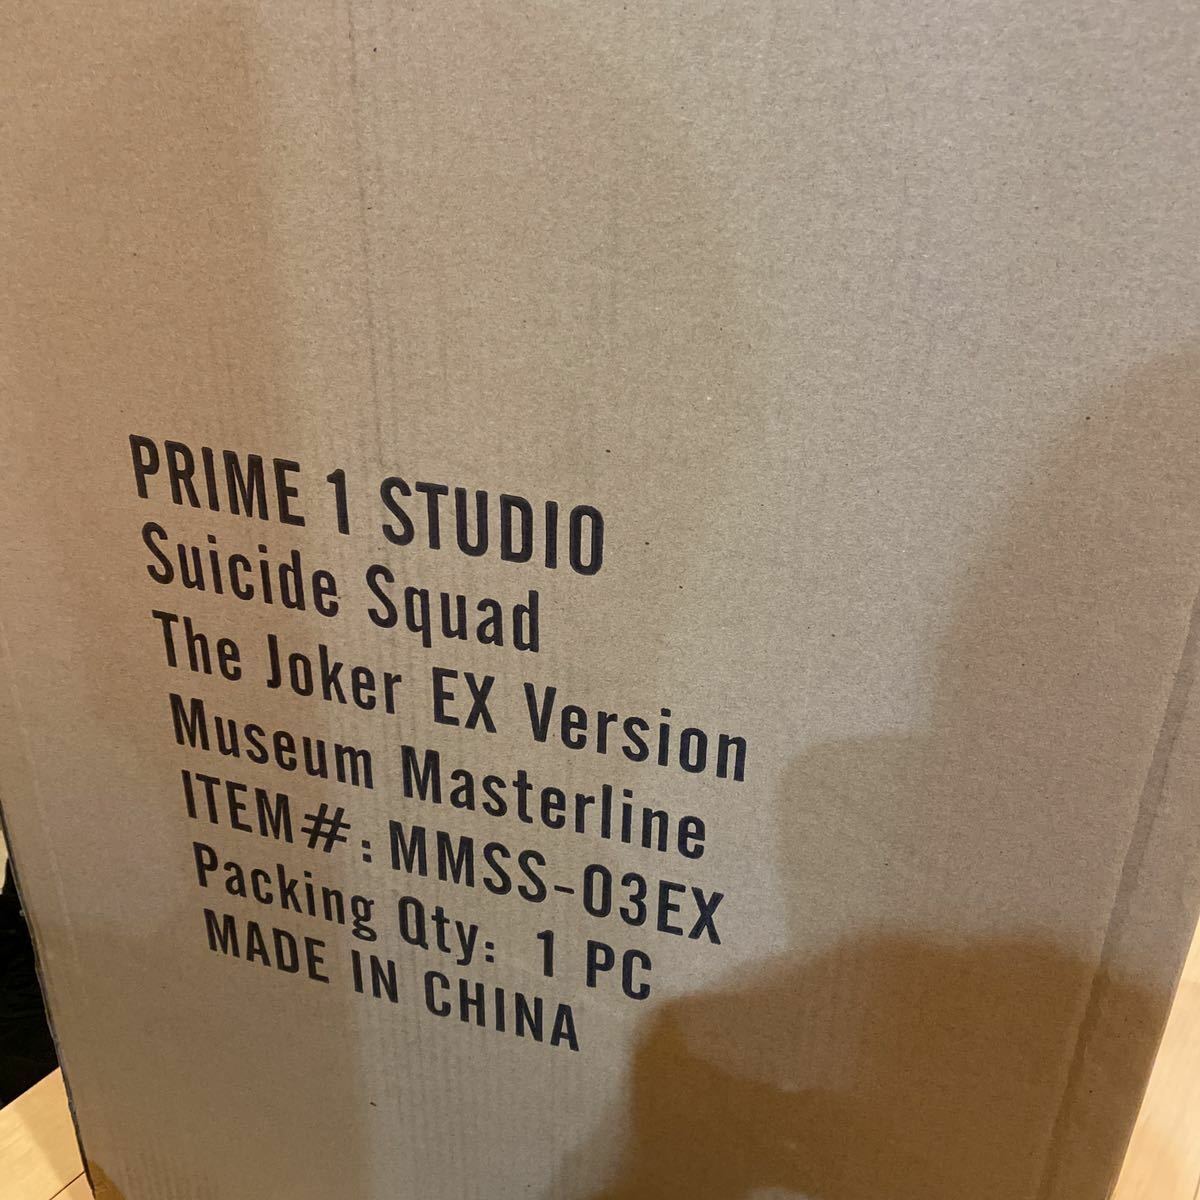 PRIME 1 STUDIO
Suicide Squad
The Joker EX Version
Museum Masterline
ITEM#: MMSS-03EX
Packing Qty: 1 PC
MADE IN CHINA